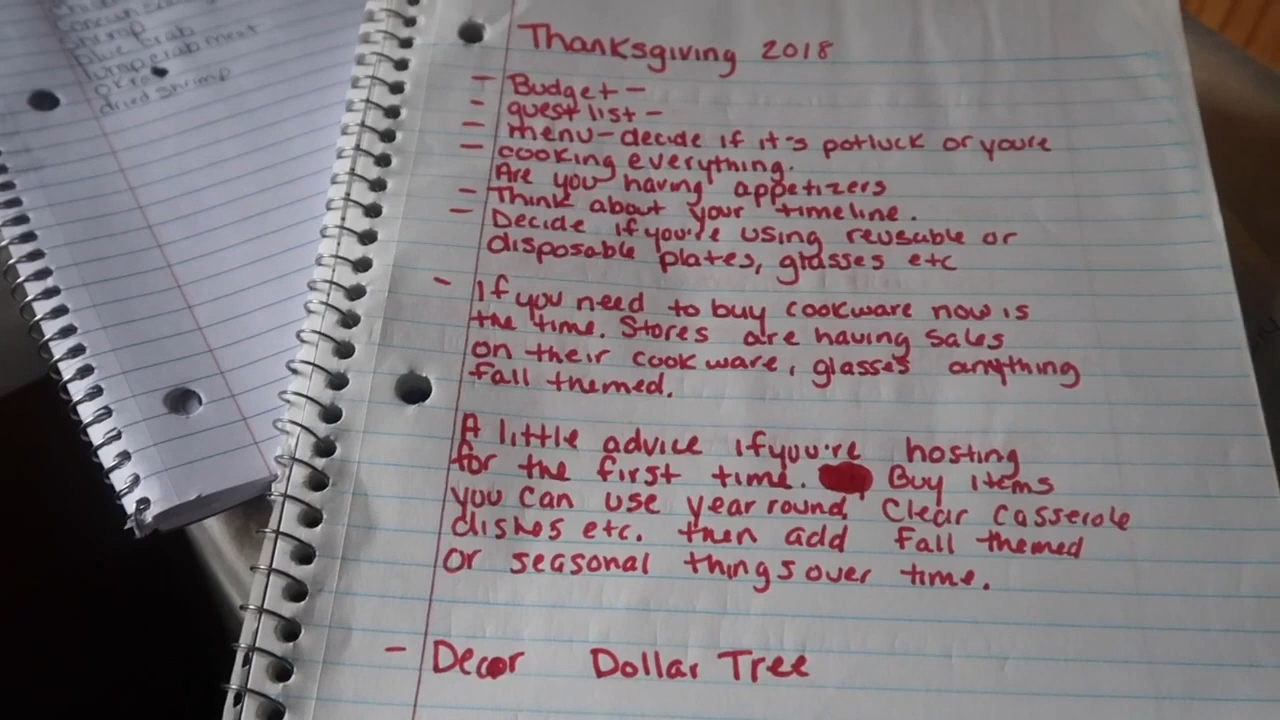 shrimp
blue crab
lump crab meat
okra
dried shrimp
Thanksgiving 2018
- Budget -
- guest list -
- menu - decide if it's potluck or youre
- cooking everything.
Are you having appetizers
- Think about your timeline.
- Decide if you're using reusable or
disposable plates, glasses etc
- If you need to buy cookware now is
the time. Stores are having sales
on their cookware, glasses anything
fall themed.
A little advice if you're hosting
for the first time. Buy items
you can use year round Clear casserole
dishes etc. then add fall themed
or seasonal things over time.
- Decor Dollar Tree